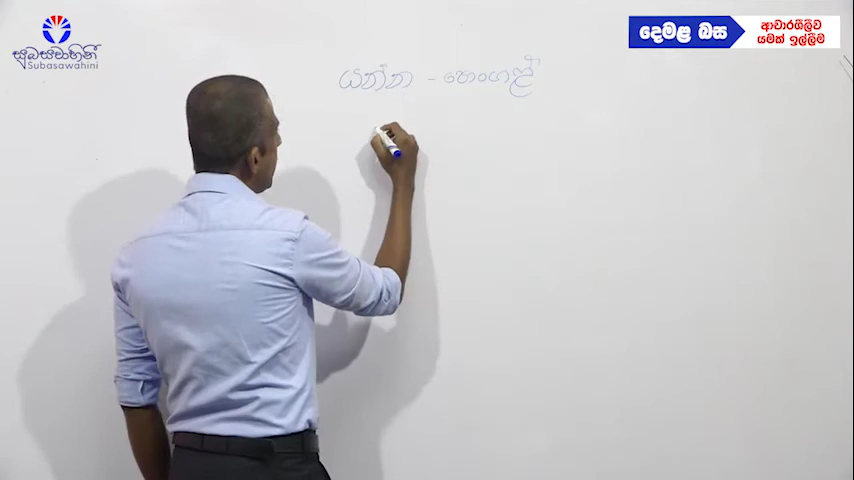 සුබසවාහිනී
Subasawahini
දෙමළ බස
ආචාරශීලීව
යමක් ඉල්ලීම
යන්න - පොංගළ්